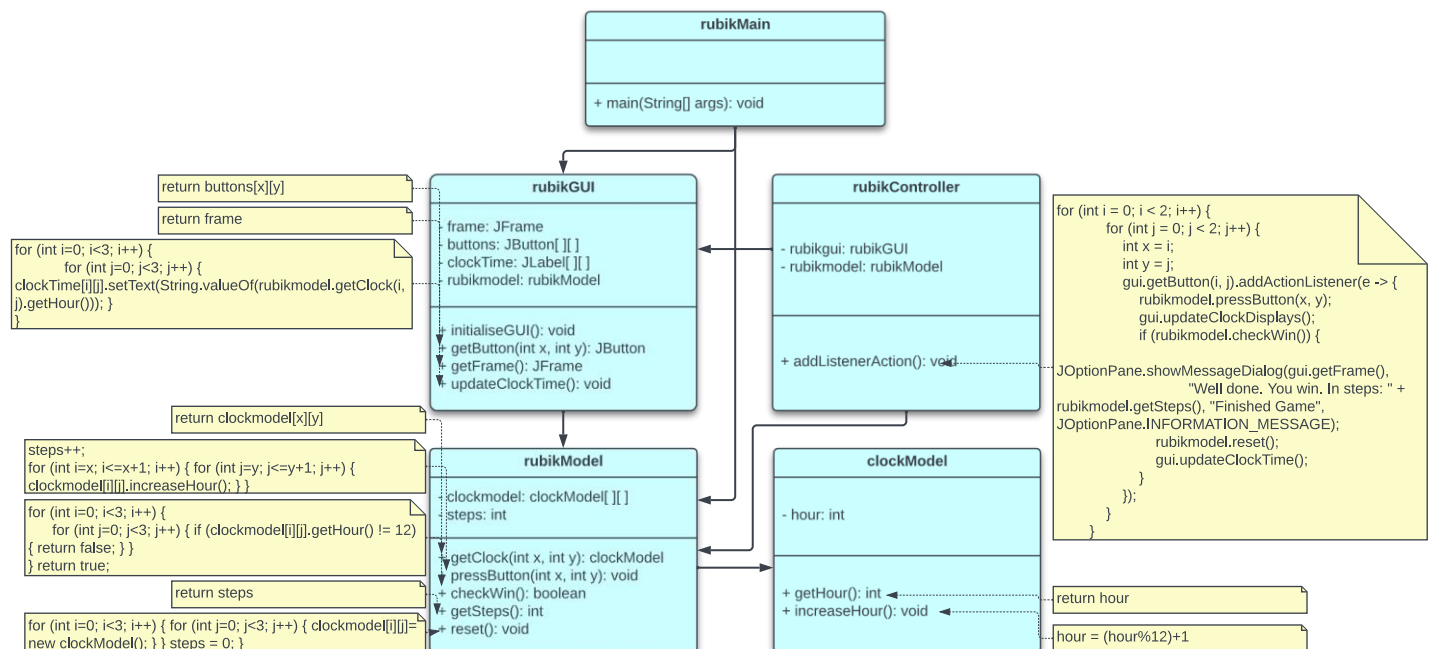 rubikMain
+ main(String[] args): void
return buttons[x][y]
return frame
for (int i=0; i<3; i++) {
for (int j=0; j<3; j++) {
clockTime[i][j].setText(String.valueOf(rubikmodel.getClock(i,
j).getHour())); }
}
rubikGUI
- frame: JFrame
- buttons: JButton[ ][ ]
- clockTime: JLabel[ ][ ]
- rubikmodel: rubikModel
+ initialiseGUI(): void
+ getButton(int x, int y): JButton
+ getFrame(): JFrame
+ updateClockTime(): void
rubikController
- rubikgui: rubikGUI
- rubikmodel: rubikModel
+ addListenerAction(): void
for (int i = 0; i < 2; i++) {
for (int j = 0; j < 2; j++) {
int x = i;
int y = j;
gui.getButton(i, j).addActionListener(e -> {
rubikmodel.pressButton(x, y);
gui.updateClockDisplays();
if (rubikmodel.checkWin()) {
JOptionPane.showMessageDialog(gui.getFrame(),
"Well done. You win. In steps: " +
rubikmodel.getSteps(), "Finished Game",
JOptionPane.INFORMATION_MESSAGE);
rubikmodel.reset();
gui.updateClockTime();
}
});
}
}
return clockmodel[x][y]
steps++;
for (int i=x; i<=x+1; i++) { for (int j=y; j<=y+1; j++) {
clockmodel[i][j].increaseHour(); } }
for (int i=0; i<3; i++) {
for (int j=0; j<3; j++) { if (clockmodel[i][j].getHour() != 12)
{ return false; } }
} return true;
return steps
for (int i=0; i<3; i++) { for (int j=0; j<3; j++) { clockmodel[i][j]=
new clockModel(); } } steps = 0; }
rubikModel
- clockmodel: clockModel[ ][ ]
- steps: int
+ getClock(int x, int y): clockModel
pressButton(int x, int y): void
+ checkWin(): boolean
+ getSteps(): int
+ reset(): void
clockModel
- hour: int
+ getHour(): int
+ increaseHour(): void
return hour
hour = (hour%12)+1